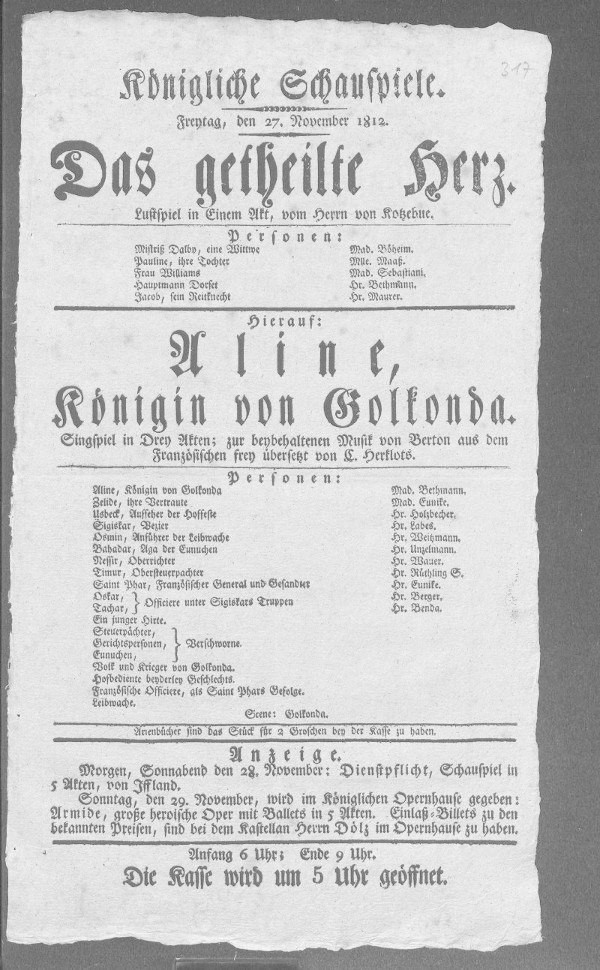 317
Königliche Schauspiele.
Freytag, den 27. November 1812.
Das getheilte Herz.
Lustspiel in Einem Akt, vom Herrn von Kotzebue.
Personen:
Mistriß Dalby, eine Wittwe Mad. Böheim.
Pauline, ihre Tochter Mlle. Maaß.
Frau Williams Mad. Sebastiani.
Hauptmann Dorset Hr. Bethmann.
Jacob, sein Reitknecht Hr. Maurer.
Hierauf:
Aline,
Königin von Golkonda.
Singspiel in Drey Akten; zur beybehaltenen Musik von Berton aus dem
Französischen frey übersetzt von C. Herklots.
Personen:
Aline, Königin von Golkonda Mad. Bethmann.
Zelide, ihre Vertraute Mad. Eunike.
Usbeck, Aufseher der Hoffeste Hr. Holzbecher.
Sigiskar, Vezier Hr. Labes.
Osmin, Anführer der Leibwache Hr. Weitzmann.
Bahadar, Aga der Eunuchen Hr. Unzelmann.
Nessir, Oberrichter Hr. Wauer.
Timur, Obersteuerpachter Hr. Rüthling S.
Saint Phar, Französischer General und Gesandter Hr. Eunike.
Oskar, Hr. Berger.
} Officiere unter Sigiskars Truppen
Tachar, Hr. Benda.
Ein junger Hirte.
Steuerpächter,
Gerichtspersonen, } Verschworne.
Eunuchen,
Volk und Krieger von Golkonda.
Hofbediente beyderley Geschlechts.
Französische Officiere, als Saint Phars Gefolge.
Leibwache.
Scene: Golkonda.
Arienbücher sind das Stück für 2 Groschen bey der Kasse zu haben.
Anzeige.
Morgen, Sonnabend den 28. November: Dienstpflicht, Schauspiel in
5 Akten, von Iffland.
Sonntag, den 29. November, wird im Königlichen Opernhause gegeben:
Armide, große heroische Oper mit Ballets in 5 Akten. Einlaß-Billets zu den
bekannten Preisen, sind bei dem Kastellan Herrn Dölz im Opernhause zu haben.
Anfang 6 Uhr; Ende 9 Uhr.
Die Kasse wird um 5 Uhr geöffnet.